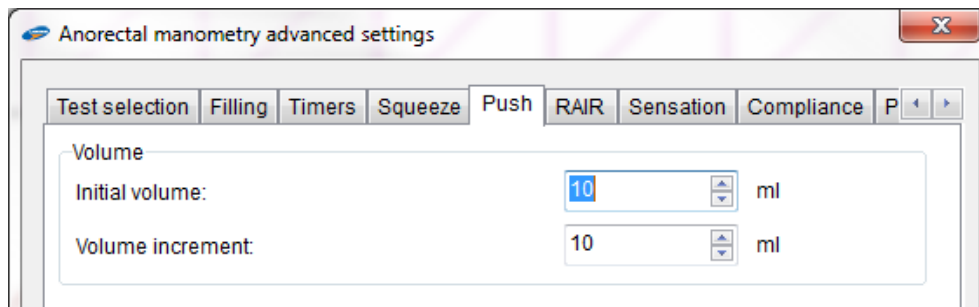 Anorectal manometry advanced settings
Test selection Filling Timers Squeeze Push RAIR Sensation Compliance P
Volume
Initial volume: 10 ml
Volume increment: 10 ml